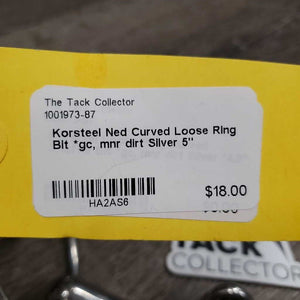 The Tack Collector
1001973-87
Korsteel Ned Curved Loose Ring
Bit *gc, mnr dirt Silver 5"
$18.00
HA2AS6
TACK
COLLECTOR